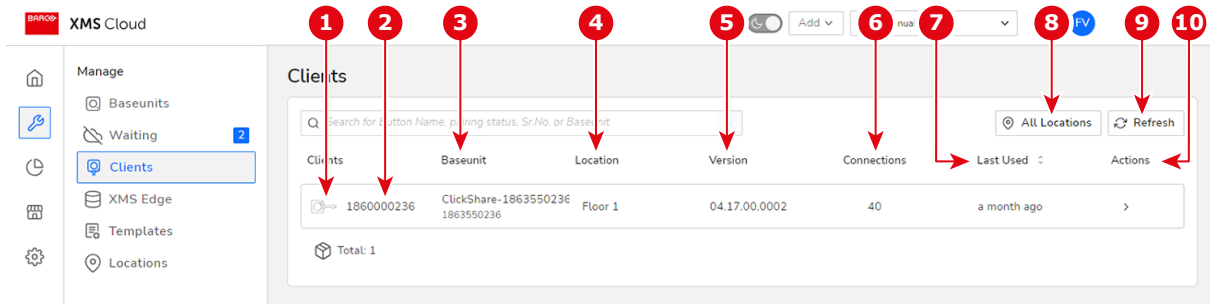 1 2 3 4 5 6 7 8 9 10
BARCO XMS Cloud
Add
nual
FV
Manage
Baseunits
Waiting 2
Clients
XMS Edge
Templates
Locations
Clients
Search for Button Name, pairing status, Sr.No. or Baseunit
All Locations Refresh
Clients Baseunit Location Version Connections Last Used Actions
1860000236 ClickShare-1863550236 Floor 1 04.17.00.0002 40 a month ago
1863550236
Total: 1